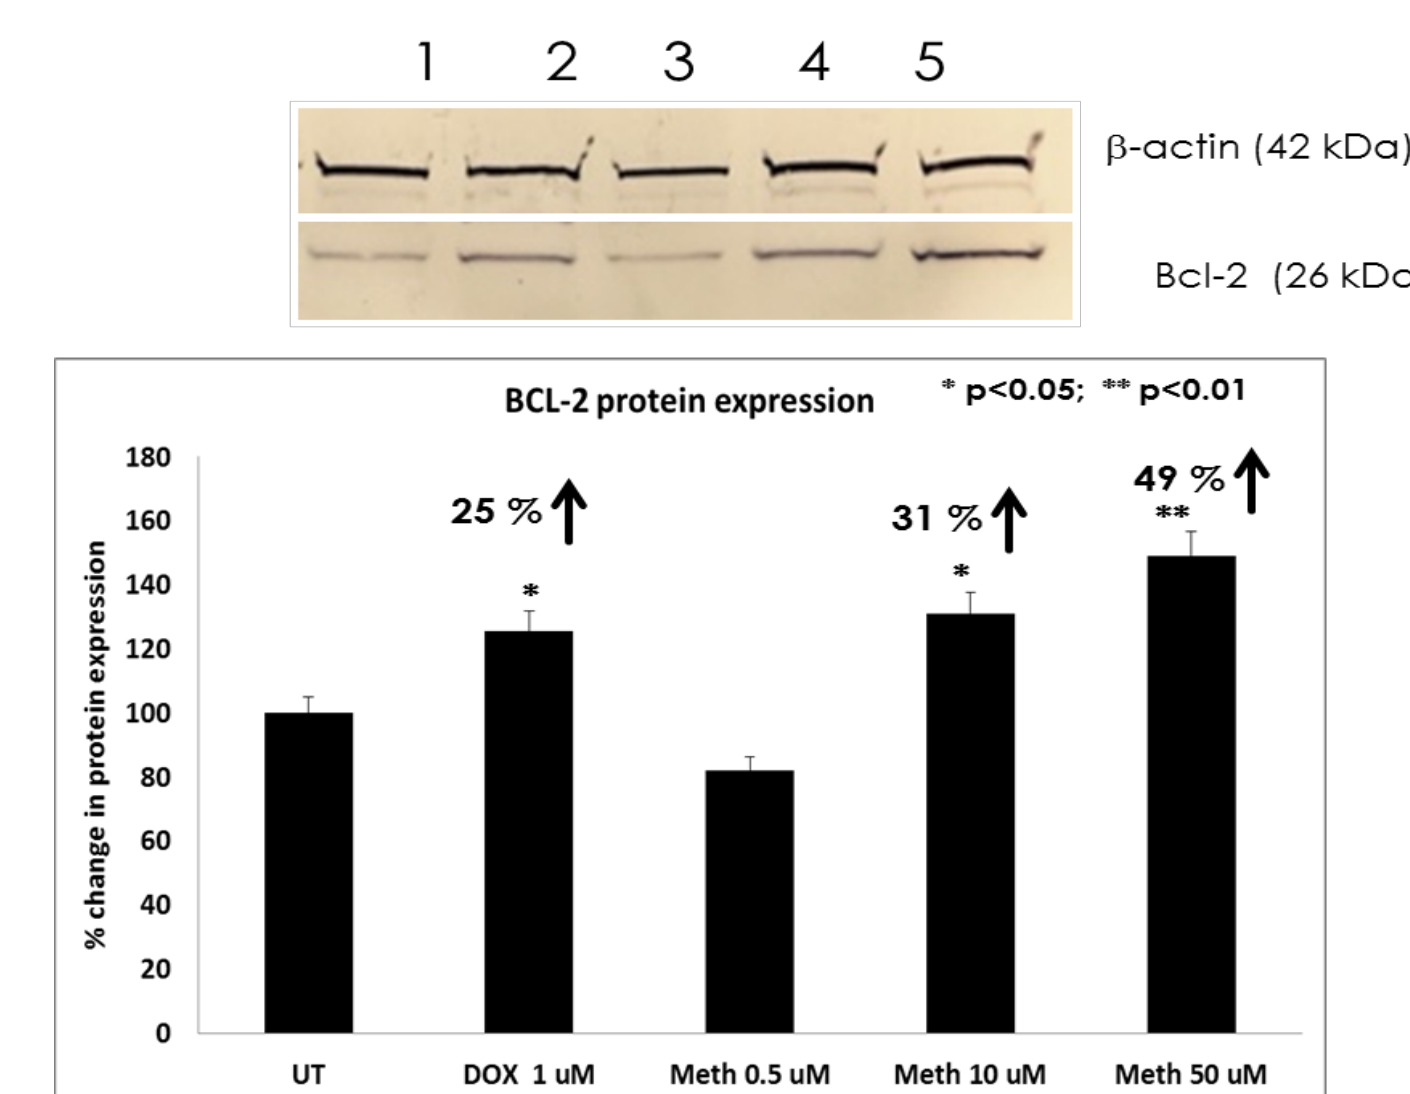 1 2 3 4 5
β-actin (42 kDa)
Bcl-2 (26 kDa
BCL-2 protein expression
* p<0.05; ** p<0.01
% change in protein expression
180
160
140
120
100
80
60
40
20
0
25 %
*
31 %
*
49 %
**
UT DOX 1 uM Meth 0.5 uM Meth 10 uM Meth 50 uM